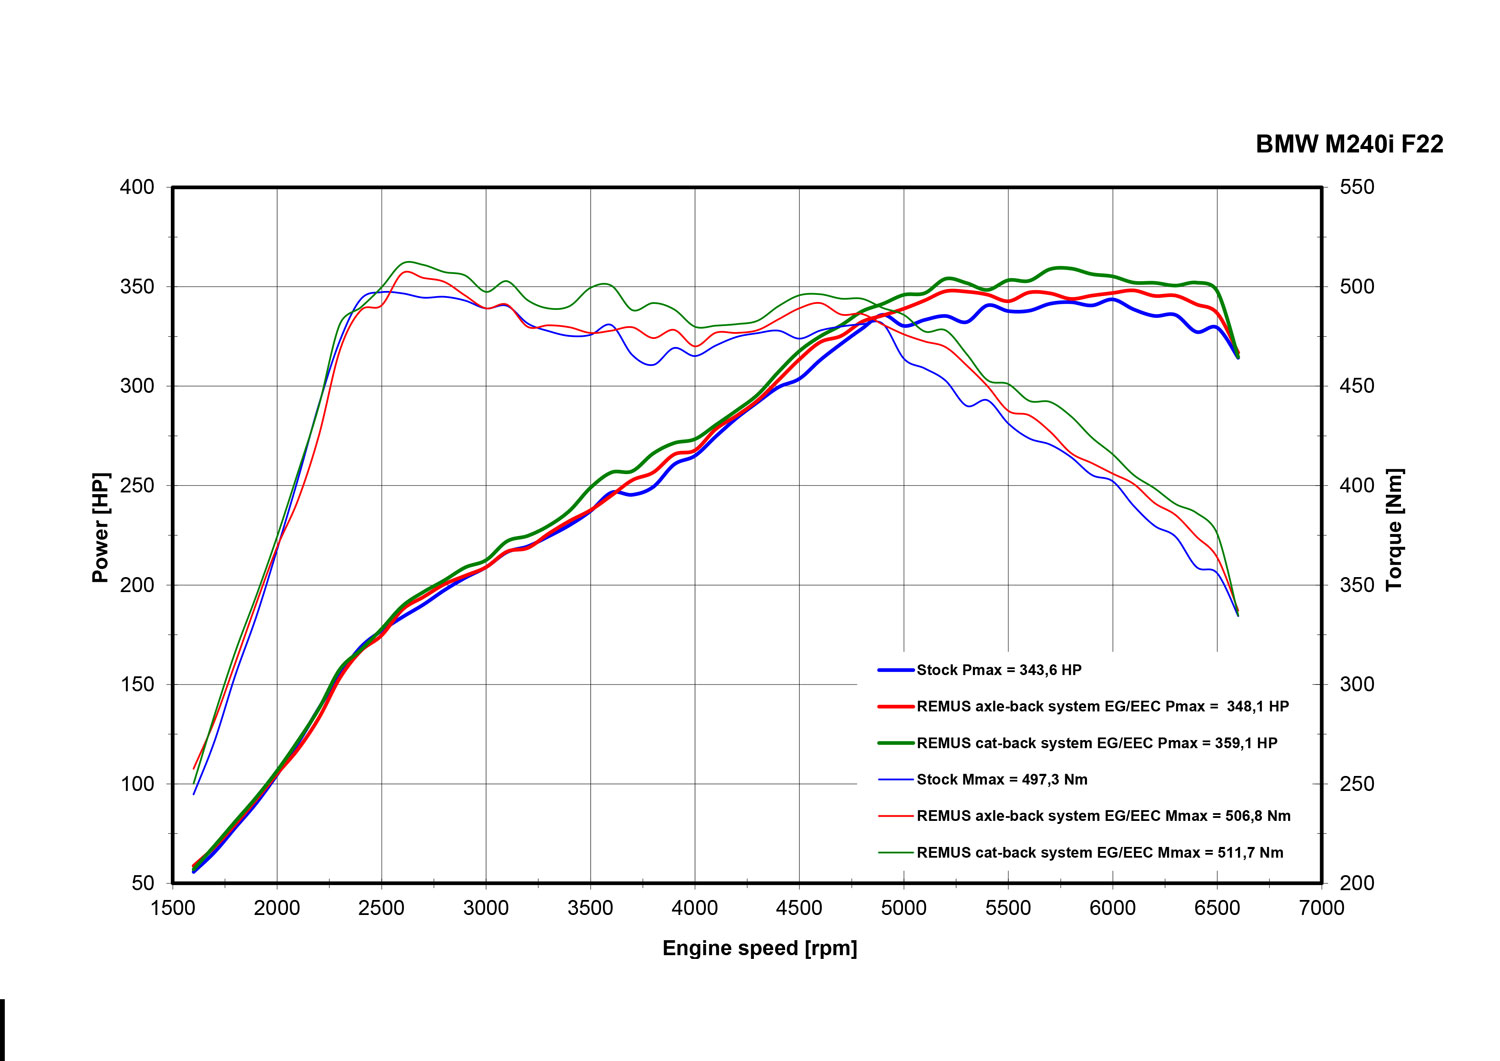 BMW M240i F22
400
350
300
250
200
150
100
50
Power [HP]
550
500
450
400
350
300
250
200
Torque [Nm]
Stock Pmax = 343,6 HP
REMUS axle-back system EG/EEC Pmax =  348,1 HP
REMUS cat-back system EG/EEC Pmax = 359,1 HP
Stock Mmax = 497,3 Nm
REMUS axle-back system EG/EEC Mmax = 506,8 Nm
REMUS cat-back system EG/EEC Mmax = 511,7 Nm
1500 2000 2500 3000 3500 4000 4500 5000 5500 6000 6500 7000
Engine speed [rpm]